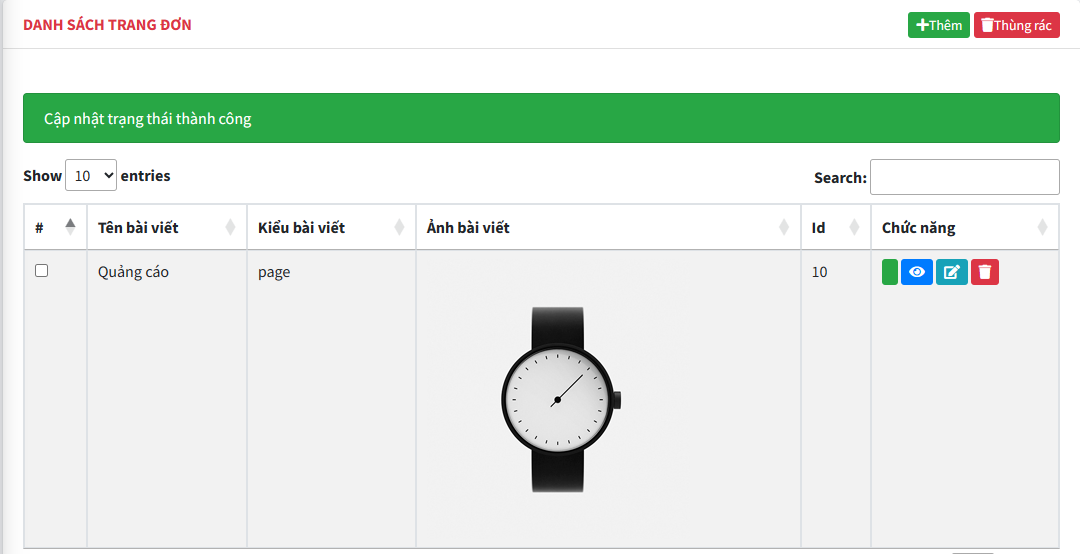 DANH SÁCH TRANG ĐƠN
Thêm
Thùng rác
Cập nhật trạng thái thành công
Show 10 entries
Search:
# Tên bài viết Kiểu bài viết Ảnh bài viết Id Chức năng
Quảng cáo page 10